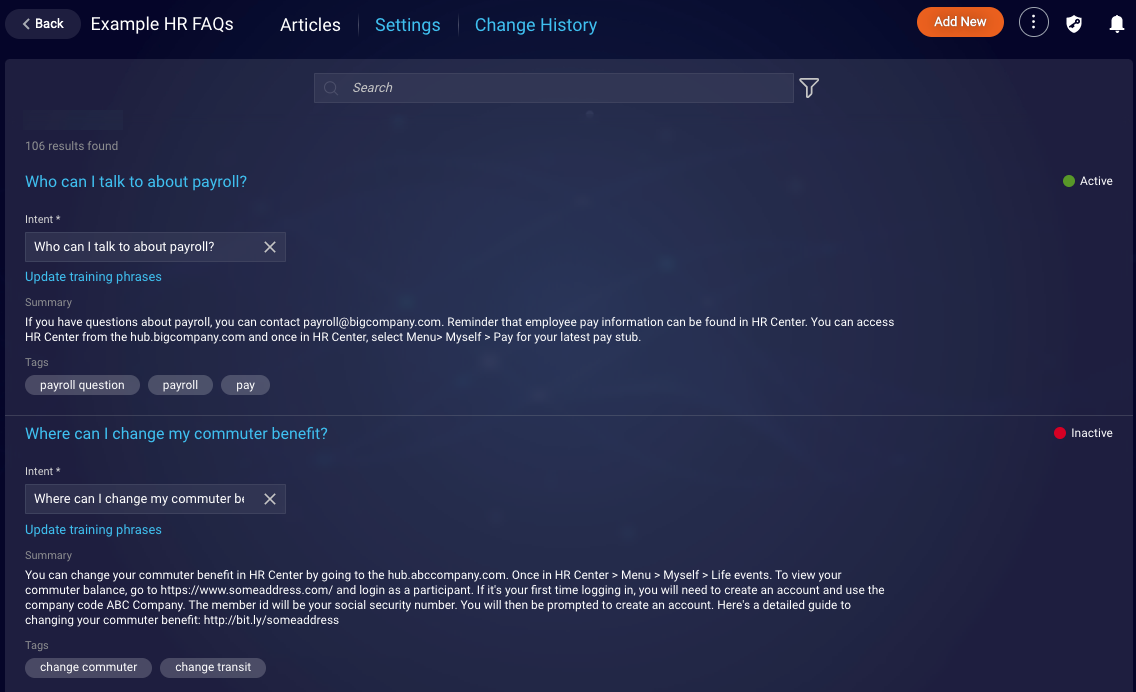 Back Example HR FAQs Articles Settings Change History Add New
Search
106 results found
Who can I talk to about payroll? Active
Intent *
Who can I talk to about payroll?
Update training phrases
Summary
If you have questions about payroll, you can contact payroll@bigcompany.com. Reminder that employee pay information can be found in HR Center. You can access
HR Center from the hub.bigcompany.com and once in HR Center, select Menu> Myself > Pay for your latest pay stub.
Tags
payroll question payroll pay
Where can I change my commuter benefit? Inactive
Intent *
Where can I change my commuter be
Update training phrases
Summary
You can change your commuter benefit in HR Center by going to the hub.abccompany.com. Once in HR Center > Menu > Myself > Life events. To view your
commuter balance, go to https://www.someaddress.com/ and login as a participant. If it's your first time logging in, you will need to create an account and use the
company code ABC Company. The member id will be your social security number. You will then be prompted to create an account. Here's a detailed guide to
changing your commuter benefit: http://bit.ly/someaddress
Tags
change commuter change transit